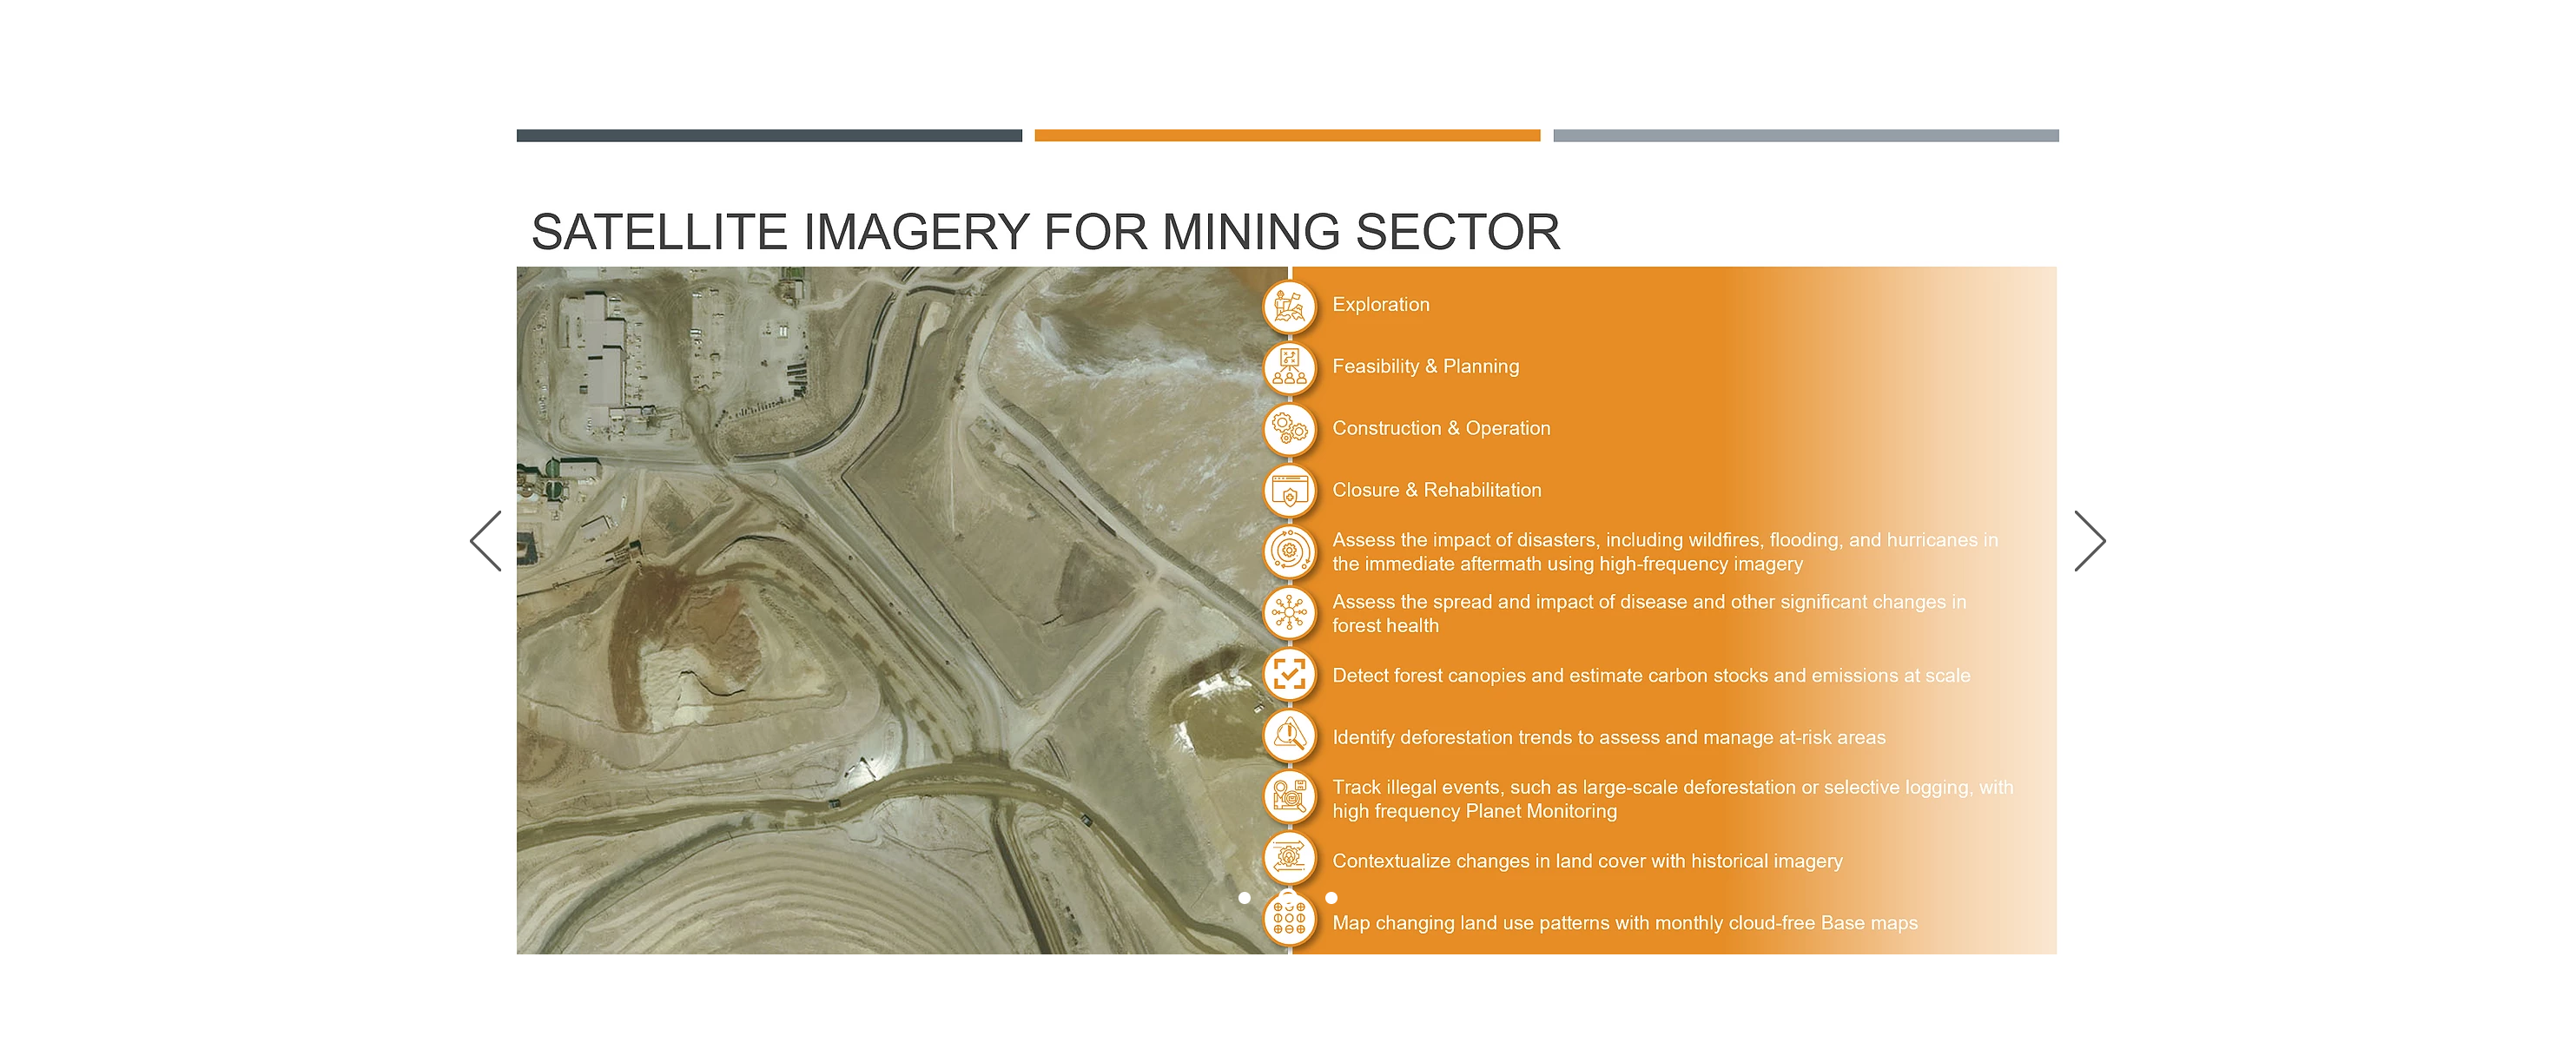 SATELLITE IMAGERY FOR MINING SECTOR
Exploration
Feasibility & Planning
Construction & Operation
Closure & Rehabilitation
Assess the impact of disasters, including wildfires, flooding, and hurricanes in
the immediate aftermath using high-frequency imagery
Assess the spread and impact of disease and other significant changes in
forest health
Detect forest canopies and estimate carbon stocks and emissions at scale
Identify deforestation trends to assess and manage at-risk areas
Track illegal events, such as large-scale deforestation or selective logging, with
high frequency Planet Monitoring
Contextualize changes in land cover with historical imagery
Map changing land use patterns with monthly cloud-free Base maps